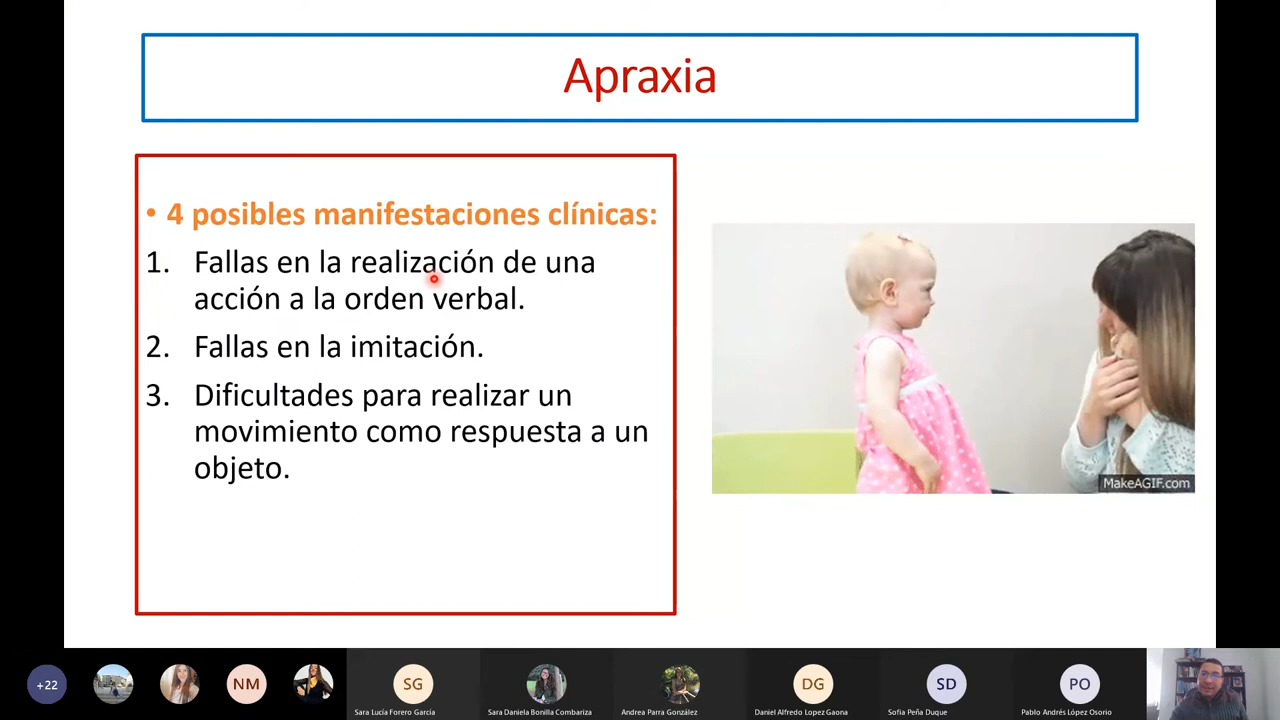 Apraxia
• 4 posibles manifestaciones clínicas:
1. Fallas en la realización de una
acción a la orden verbal.
2. Fallas en la imitación.
3. Dificultades para realizar un
movimiento como respuesta a un
objeto.
MakeAGIF.com
+22
NM
SG
DG
SD
PO
Sara Lucía Forero García
Sara Daniela Bonilla Combariza
Andrea Parra González
Daniel Alfredo Lopez Gaona
Sofia Peña Duque
Pablo Andrés López Osorio